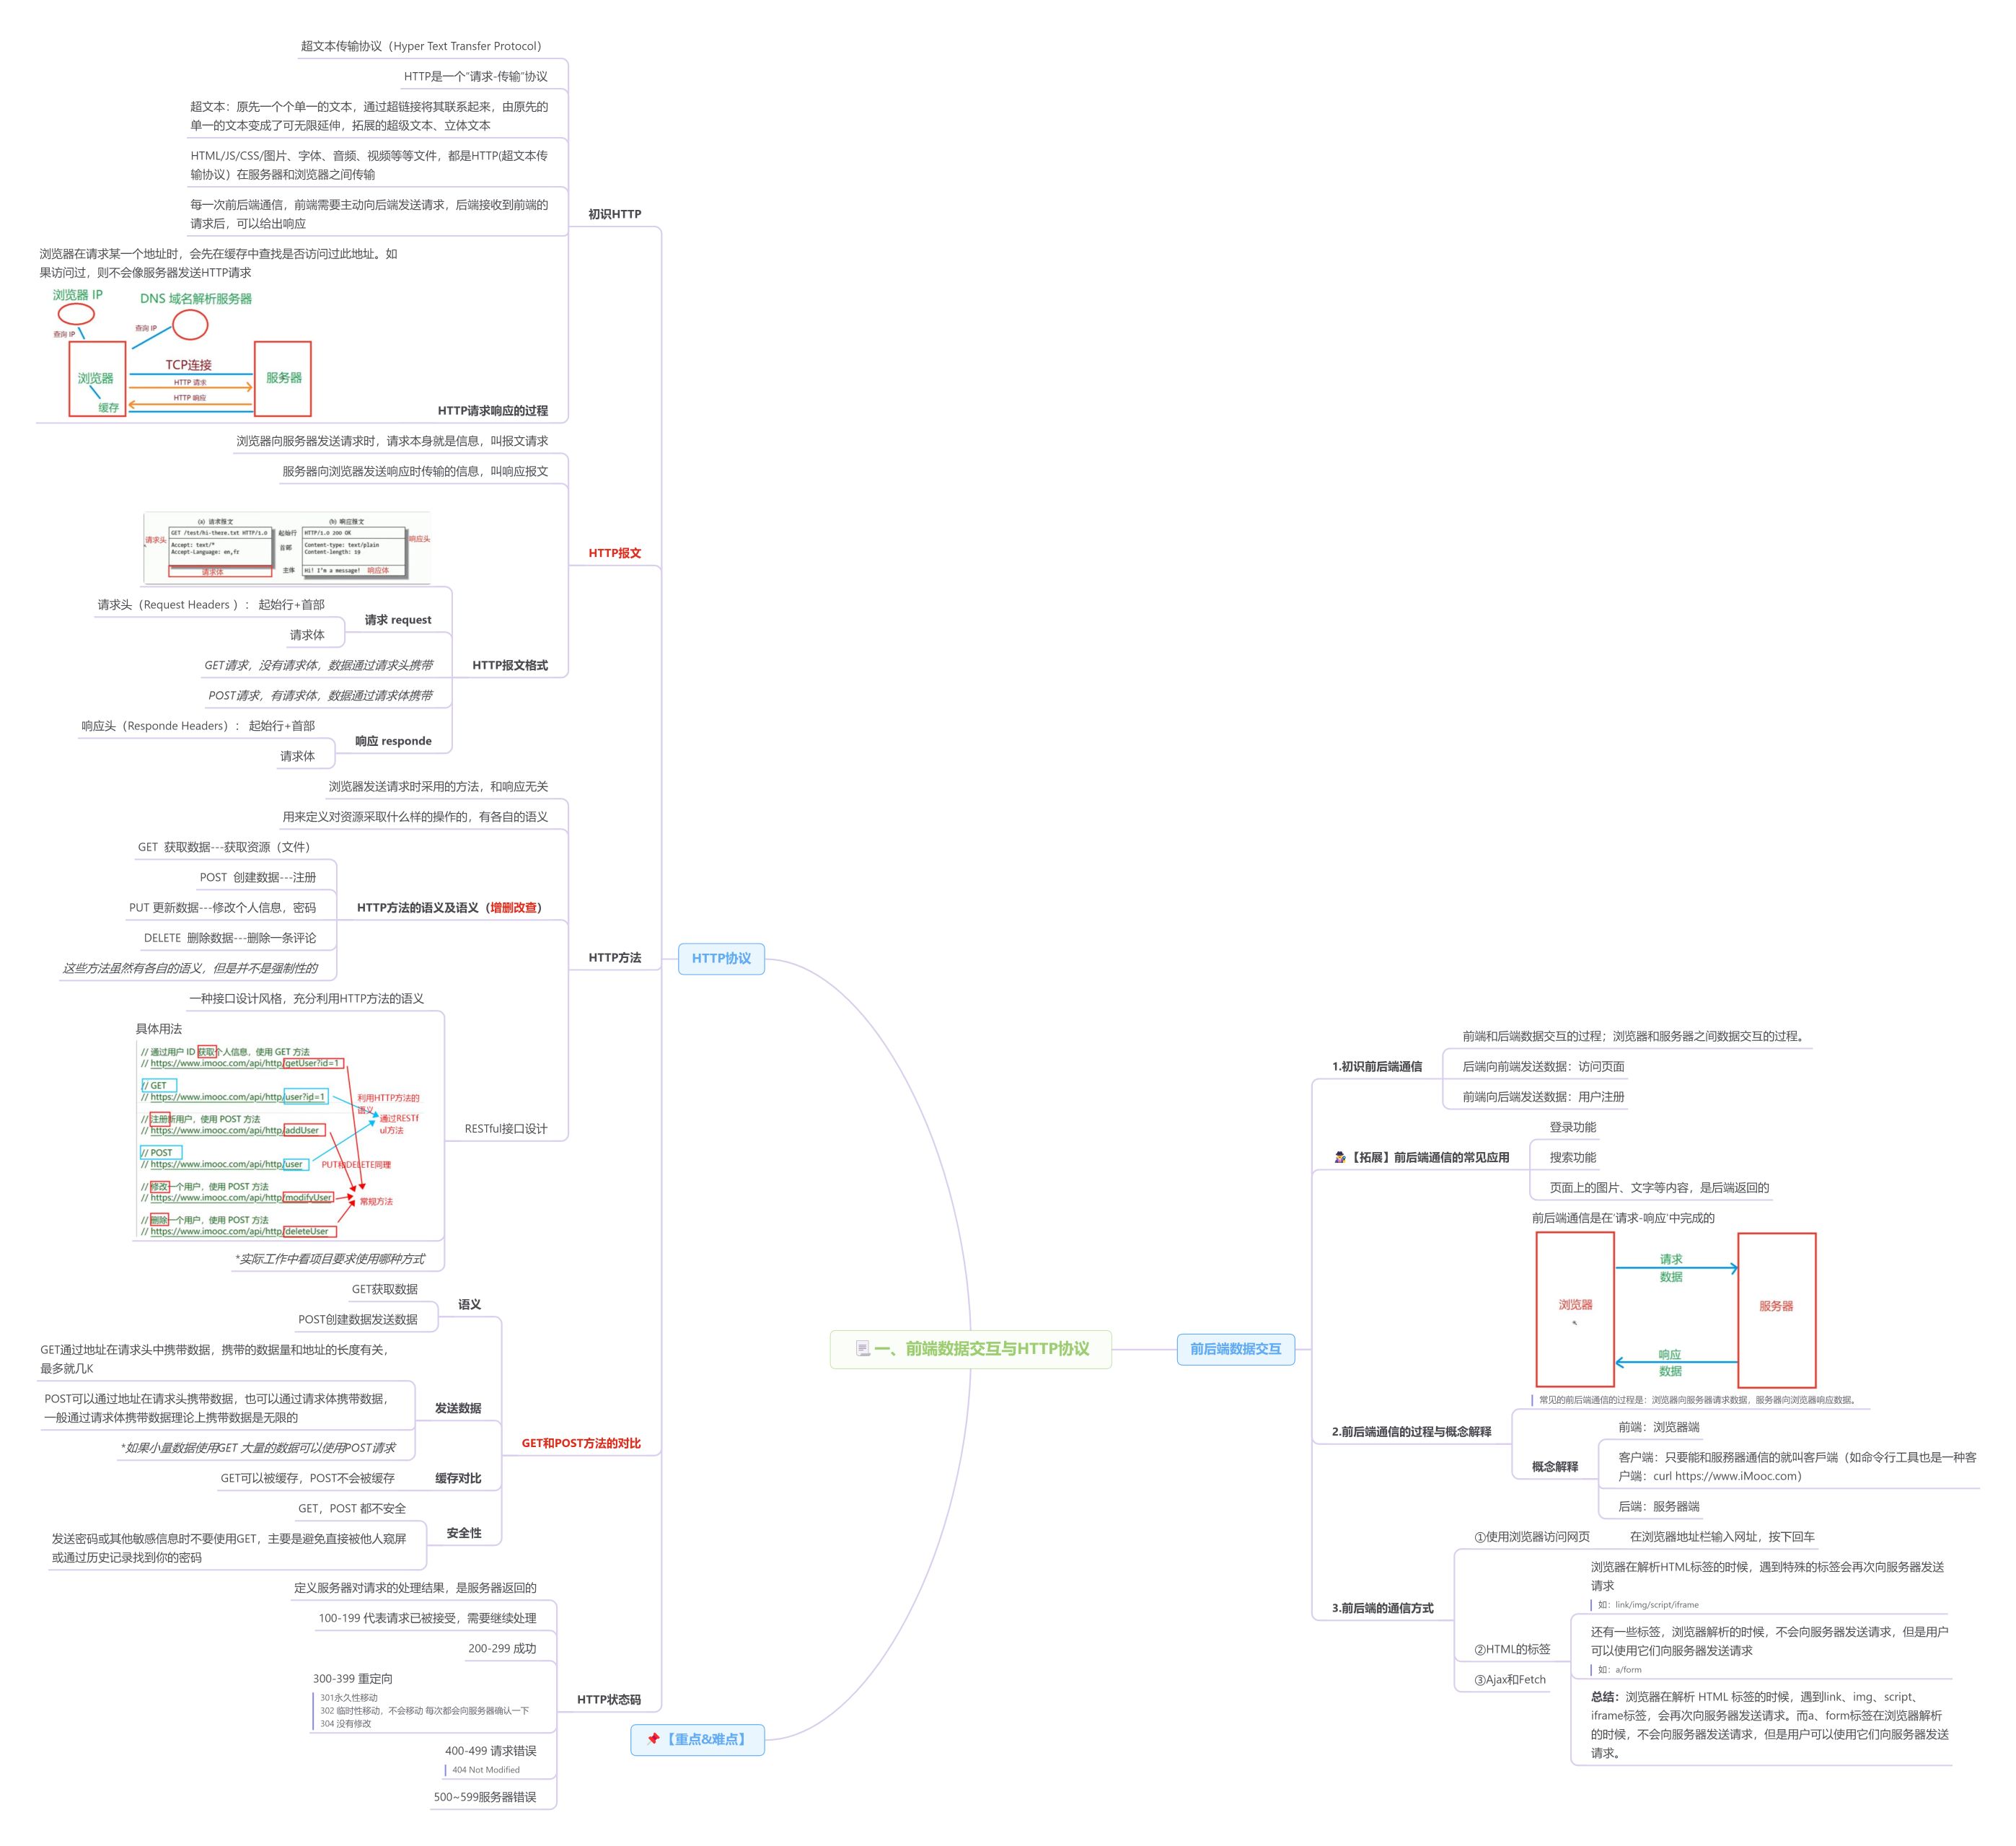 一、前端数据交互与HTTP协议
前后端数据交互
1.初识前后端通信
前端和后端数据交互的过程；浏览器和服务器之间数据交互的过程。
后端向前端发送数据：访问页面
前端向后端发送数据：用户注册
【拓展】前后端通信的常见应用
登录功能
搜索功能
页面上的图片、文字等内容，是后端返回的
2.前后端通信的过程与概念解释
前后端通信是在'请求-响应'中完成的
浏览器
请求
数据
响应
数据
服务器
常见的前后端通信的过程是：浏览器向服务器请求数据，服务器向浏览器响应数据。
概念解释
前端：浏览器端
客户端：只要能和服務器通信的就叫客戶端（如命令行工具也是一种客
户端：curl https://www.iMooc.com）
后端：服务器端
3.前后端的通信方式
①使用浏览器访问网页
在浏览器地址栏输入网址，按下回车
②HTML的标签
浏览器在解析HTML标签的时候，遇到特殊的标签会再次向服务器发送
请求
如：link/img/script/iframe
还有一些标签，浏览器解析的时候，不会向服务器发送请求，但是用户
可以使用它们向服务器发送请求
如：a/form
总结：浏览器在解析 HTML 标签的时候，遇到link、img、script、
iframe标签，会再次向服务器发送请求。而a、form标签在浏览器解析
的时候，不会向服务器发送请求，但是用户可以使用它们向服务器发送
请求。
③Ajax和Fetch
HTTP协议
初识HTTP
超文本传输协议（Hyper Text Transfer Protocol）
HTTP是一个“请求-传输”协议
超文本：原先一个个单一的文本，通过超链接将其联系起来，由原先的
单一的文本变成了可无限延伸，拓展的超级文本、立体文本
HTML/JS/CSS/图片、字体、音频、视频等等文件，都是HTTP(超文本传
输协议）在服务器和浏览器之间传输
每一次前后端通信，前端需要主动向后端发送请求，后端接收到前端的
请求后，可以给出响应
HTTP请求响应的过程
浏览器在请求某一个地址时，会先在缓存中查找是否访问过此地址。如
果访问过，则不会像服务器发送HTTP请求
浏览器 IP
DNS 域名解析服务器
查询 IP
查询 IP
浏览器
缓存
TCP连接
HTTP 请求
HTTP 响应
服务器
HTTP报文
浏览器向服务器发送请求时，请求本身就是信息，叫报文请求
服务器向浏览器发送响应时传输的信息，叫响应报文
HTTP报文格式
(a) 请求报文
(b) 响应报文
请求头
GET /test/hi-there.txt HTTP/1.0
起始行
HTTP/1.0 200 OK
响应头
Accept: text/*
Accept-Language: en,fr
首部
Content-type: text/plain
Content-length: 19
请求体
主体
Hi! I'm a message!
响应体
请求 request
请求头（Request Headers ）： 起始行+首部
请求体
GET请求，没有请求体，数据通过请求头携带
POST请求，有请求体，数据通过请求体携带
响应 responde
响应头（Responde Headers）： 起始行+首部
请求体
HTTP方法
浏览器发送请求时采用的方法，和响应无关
用来定义对资源采取什么样的操作的，有各自的语义
HTTP方法的语义及语义（增删改查）
GET 获取数据---获取资源（文件）
POST 创建数据---注册
PUT 更新数据---修改个人信息，密码
DELETE 删除数据---删除一条评论
这些方法虽然有各自的语义，但是并不是强制性的
RESTful接口设计
一种接口设计风格，充分利用HTTP方法的语义
具体用法
// 通过用户 ID 获取个人信息，使用 GET 方法
// https://www.imooc.com/api/http/getUser?id=1
// GET
// https://www.imooc.com/api/http/user?id=1
// 注册新用户，使用 POST 方法
// https://www.imooc.com/api/http/addUser
// POST
// https://www.imooc.com/api/http/user
// 修改一个用户，使用 POST 方法
// https://www.imooc.com/api/http/modifyUser
// 删除一个用户，使用 POST 方法
// https://www.imooc.com/api/http/deleteUser
利用HTTP方法的
语义
通过RESTf
ul方法
PUT和DELETE同理
常规方法
*实际工作中看项目要求使用哪种方式
GET和POST方法的对比
语义
GET获取数据
POST创建数据发送数据
发送数据
GET通过地址在请求头中携带数据，携带的数据量和地址的长度有关，
最多就几K
POST可以通过地址在请求头携带数据，也可以通过请求体携带数据，
一般通过请求体携带数据理论上携带数据是无限的
*如果小量数据使用GET 大量的数据可以使用POST请求
缓存对比
GET可以被缓存，POST不会被缓存
安全性
GET，POST 都不安全
发送密码或其他敏感信息时不要使用GET，主要是避免直接被他人窥屏
或通过历史记录找到你的密码
HTTP状态码
定义服务器对请求的处理结果，是服务器返回的
100-199 代表请求已被接受，需要继续处理
200-299 成功
300-399 重定向
301永久性移动
302 临时性移动，不会移动 每次都会向服务器确认一下
304 没有修改
400-499 请求错误
404 Not Modified
500~599服务器错误
【重点&难点】